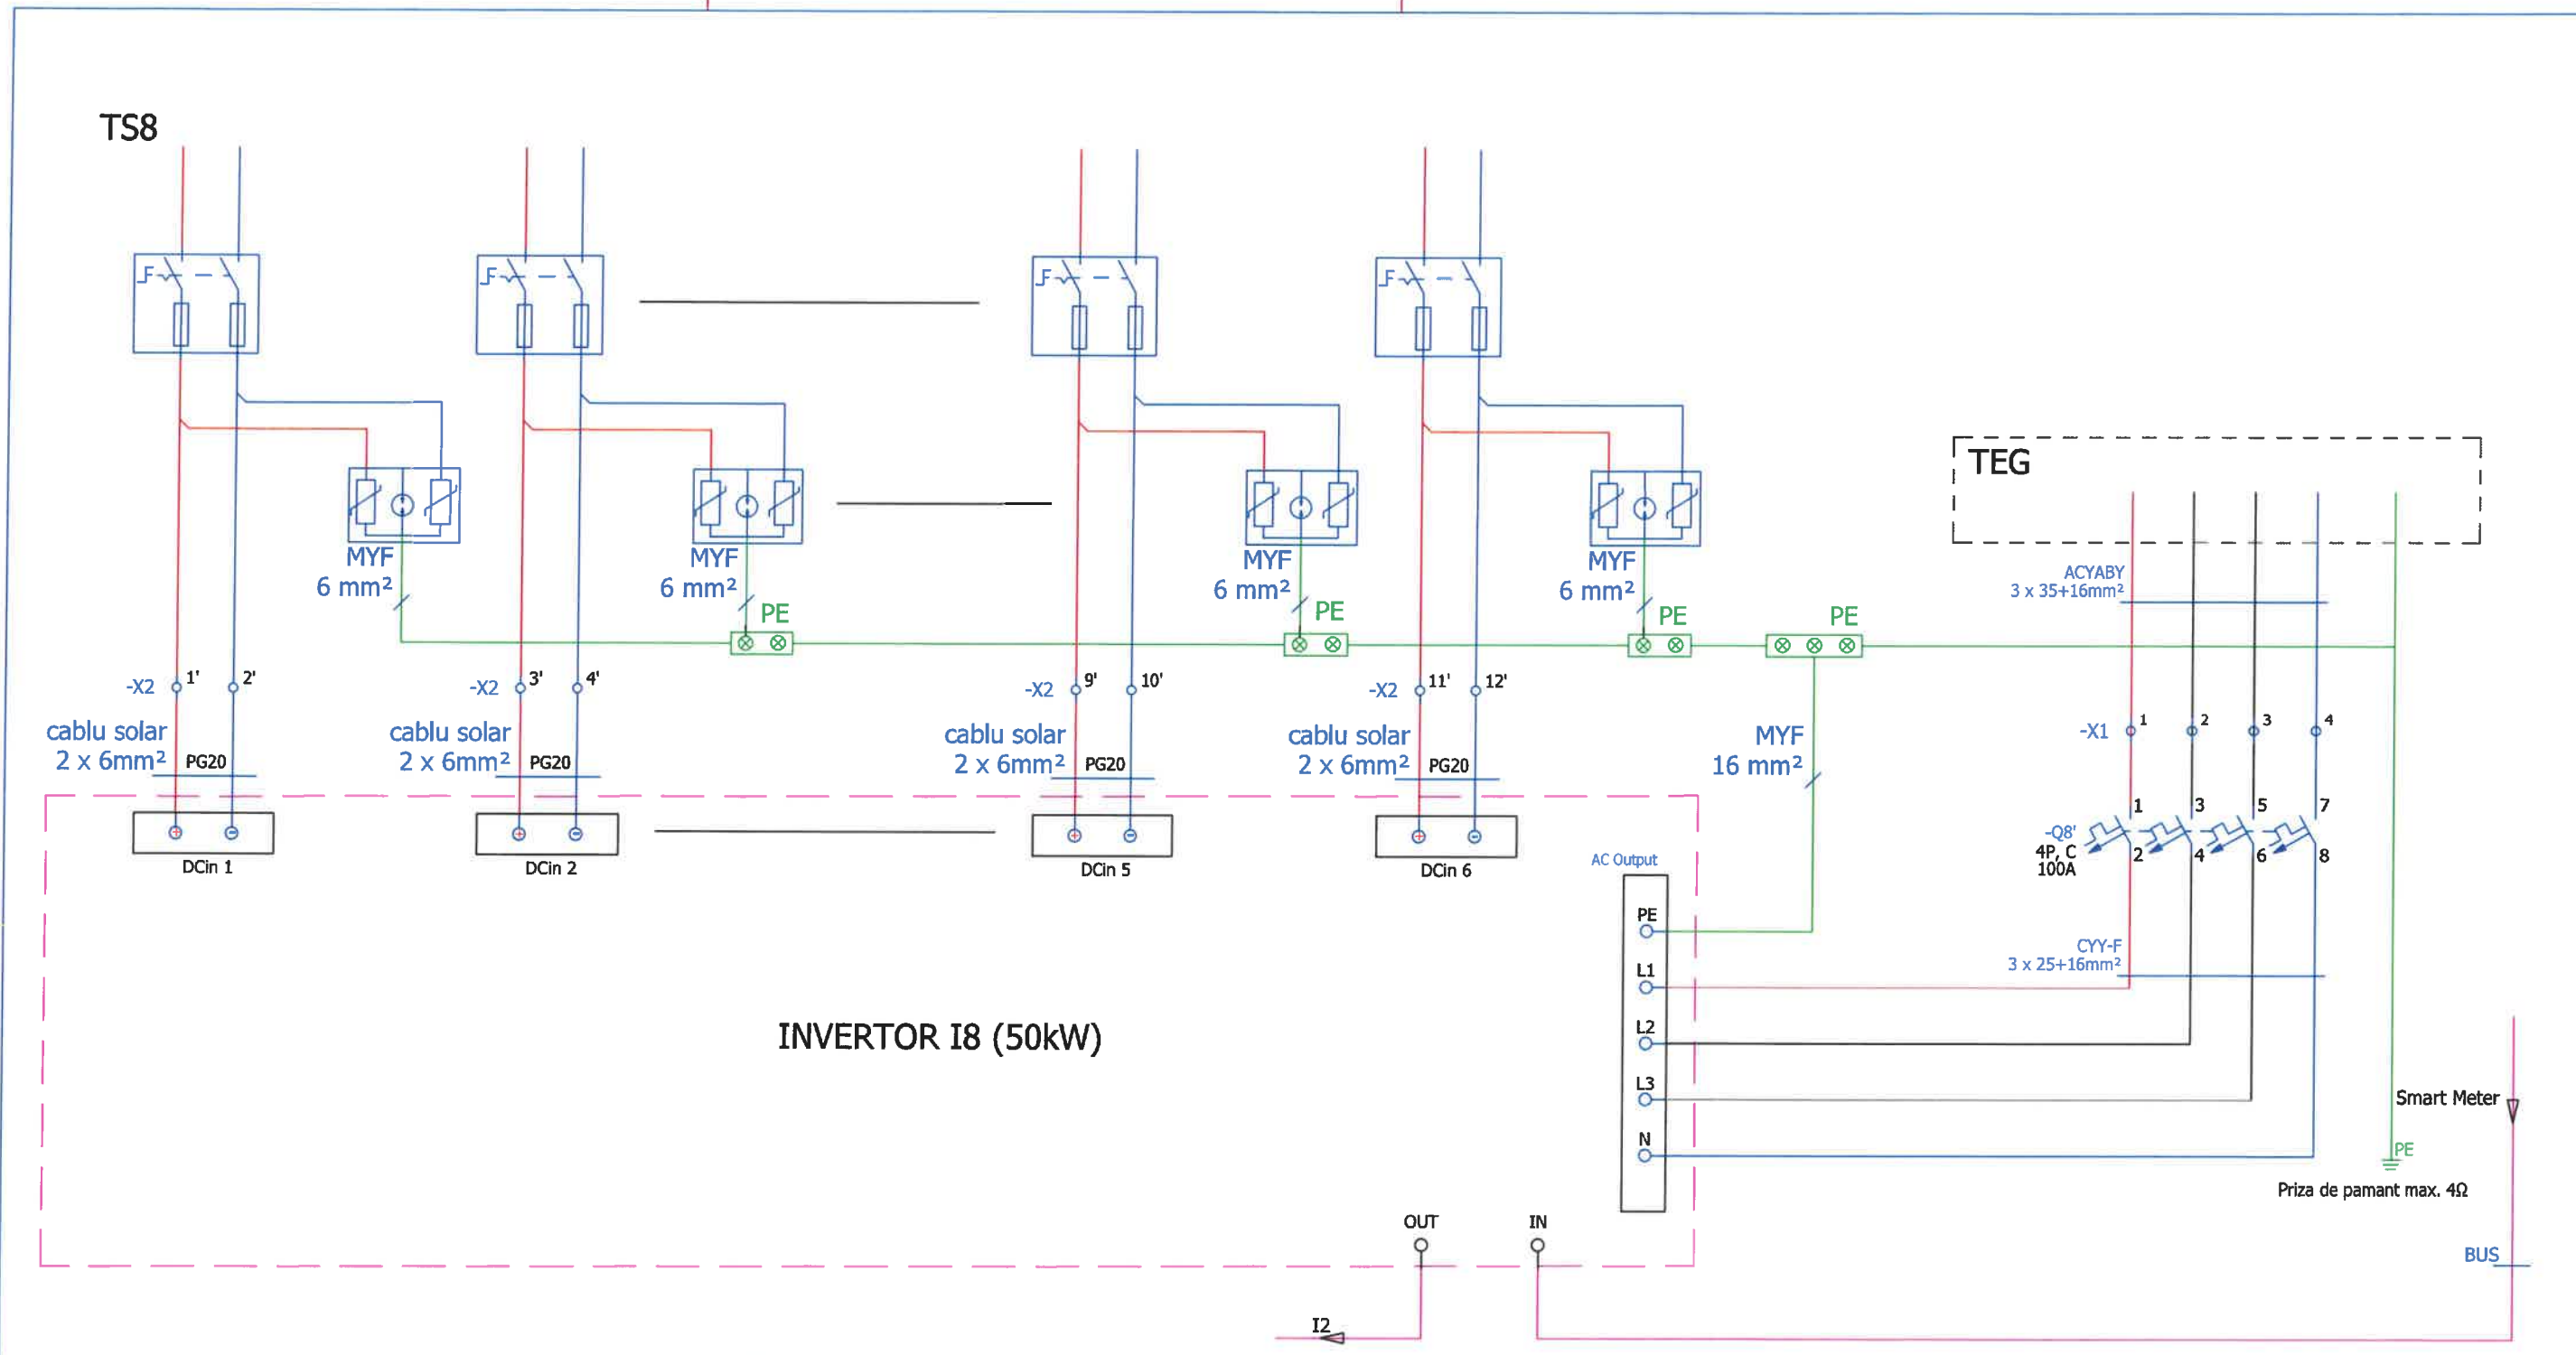 TS8
TEG
MYF
6 mm²
MYF
6 mm²
MYF
6 mm²
MYF
6 mm²
ACYABY
3 x 35+16mm²
PE
PE
PE
PE
-X2 1' 2'
-X2 3' 4'
-X2 9' 10'
-X2 11' 12'
cablu solar
2 x 6mm² PG20
cablu solar
2 x 6mm² PG20
cablu solar
2 x 6mm² PG20
cablu solar
2 x 6mm² PG20
MYF
16 mm²
-X1 1 2 3 4
1 3 5 7
-Q8'
4P, C
100A
2 4 6 8
DCin 1
DCin 2
DCin 5
DCin 6
AC Output
PE
L1
L2
L3
N
CYY-F
3 x 25+16mm²
INVERTOR I8 (50kW)
Smart Meter
PE
Priza de pamant max. 4Ω
OUT
IN
BUS
I2